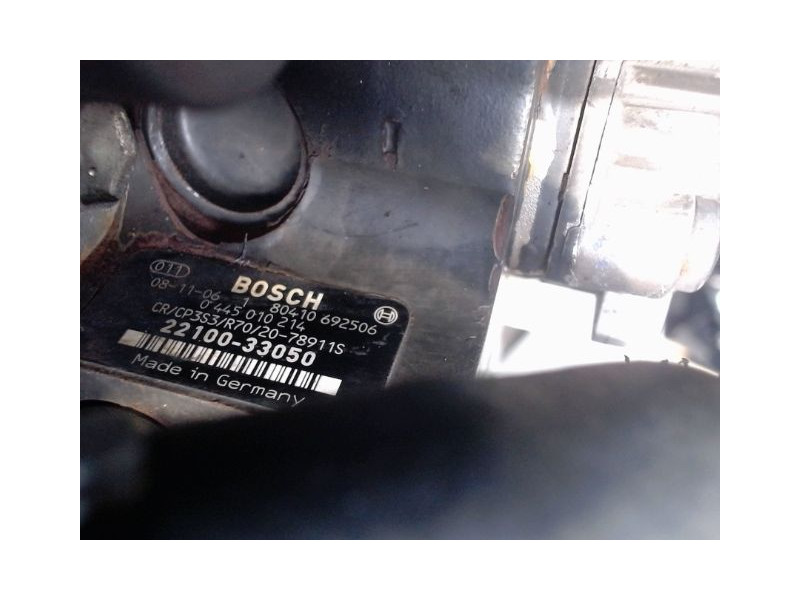 011
BOSCH
08-11-06 1 80410 692506
0 445 010 214
CR/CP3S3/R70/20-78911S
22100-33050
Made in Germany